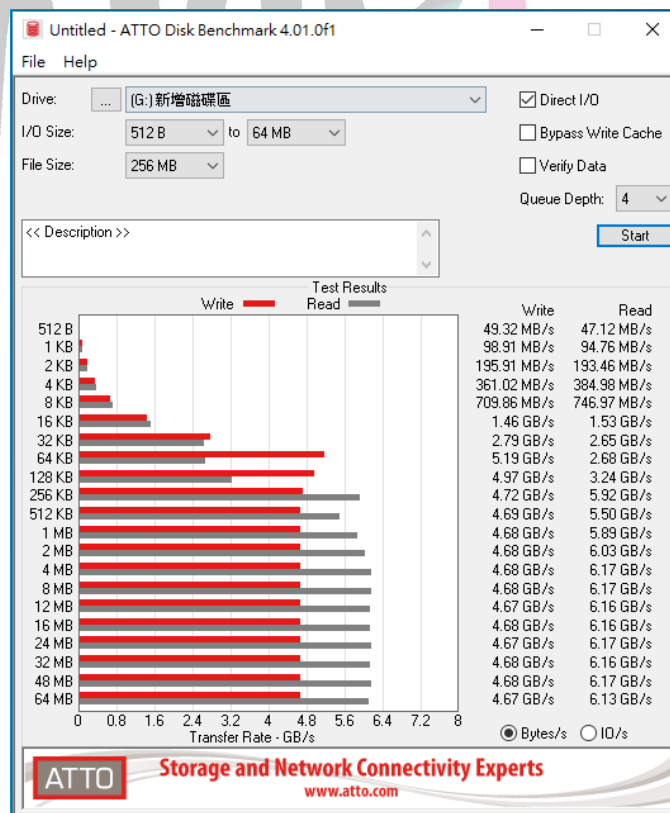 Untitled - ATTO Disk Benchmark 4.01.0f1
File Help
Drive: ... (G:)新增磁碟區
Direct I/O
I/O Size: 512 B to 64 MB
Bypass Write Cache
File Size: 256 MB
Verify Data
Queue Depth: 4
<< Description >>
Start
Test Results
Write Read
Write Read
512 B 49.32 MB/s 47.12 MB/s
1 KB 98.91 MB/s 94.76 MB/s
2 KB 195.91 MB/s 193.46 MB/s
4 KB 361.02 MB/s 384.98 MB/s
8 KB 709.86 MB/s 746.97 MB/s
16 KB 1.46 GB/s 1.53 GB/s
32 KB 2.79 GB/s 2.65 GB/s
64 KB 5.19 GB/s 2.68 GB/s
128 KB 4.97 GB/s 3.24 GB/s
256 KB 4.72 GB/s 5.92 GB/s
512 KB 4.69 GB/s 5.50 GB/s
1 MB 4.68 GB/s 5.89 GB/s
2 MB 4.68 GB/s 6.03 GB/s
4 MB 4.68 GB/s 6.17 GB/s
8 MB 4.68 GB/s 6.17 GB/s
12 MB 4.67 GB/s 6.16 GB/s
16 MB 4.68 GB/s 6.16 GB/s
24 MB 4.67 GB/s 6.17 GB/s
32 MB 4.68 GB/s 6.16 GB/s
48 MB 4.68 GB/s 6.17 GB/s
64 MB 4.67 GB/s 6.13 GB/s
0 0.8 1.6 2.4 3.2 4 4.8 5.6 6.4 7.2 8
Transfer Rate - GB/s
Bytes/s IO/s
ATTO
Storage and Network Connectivity Experts
www.atto.com